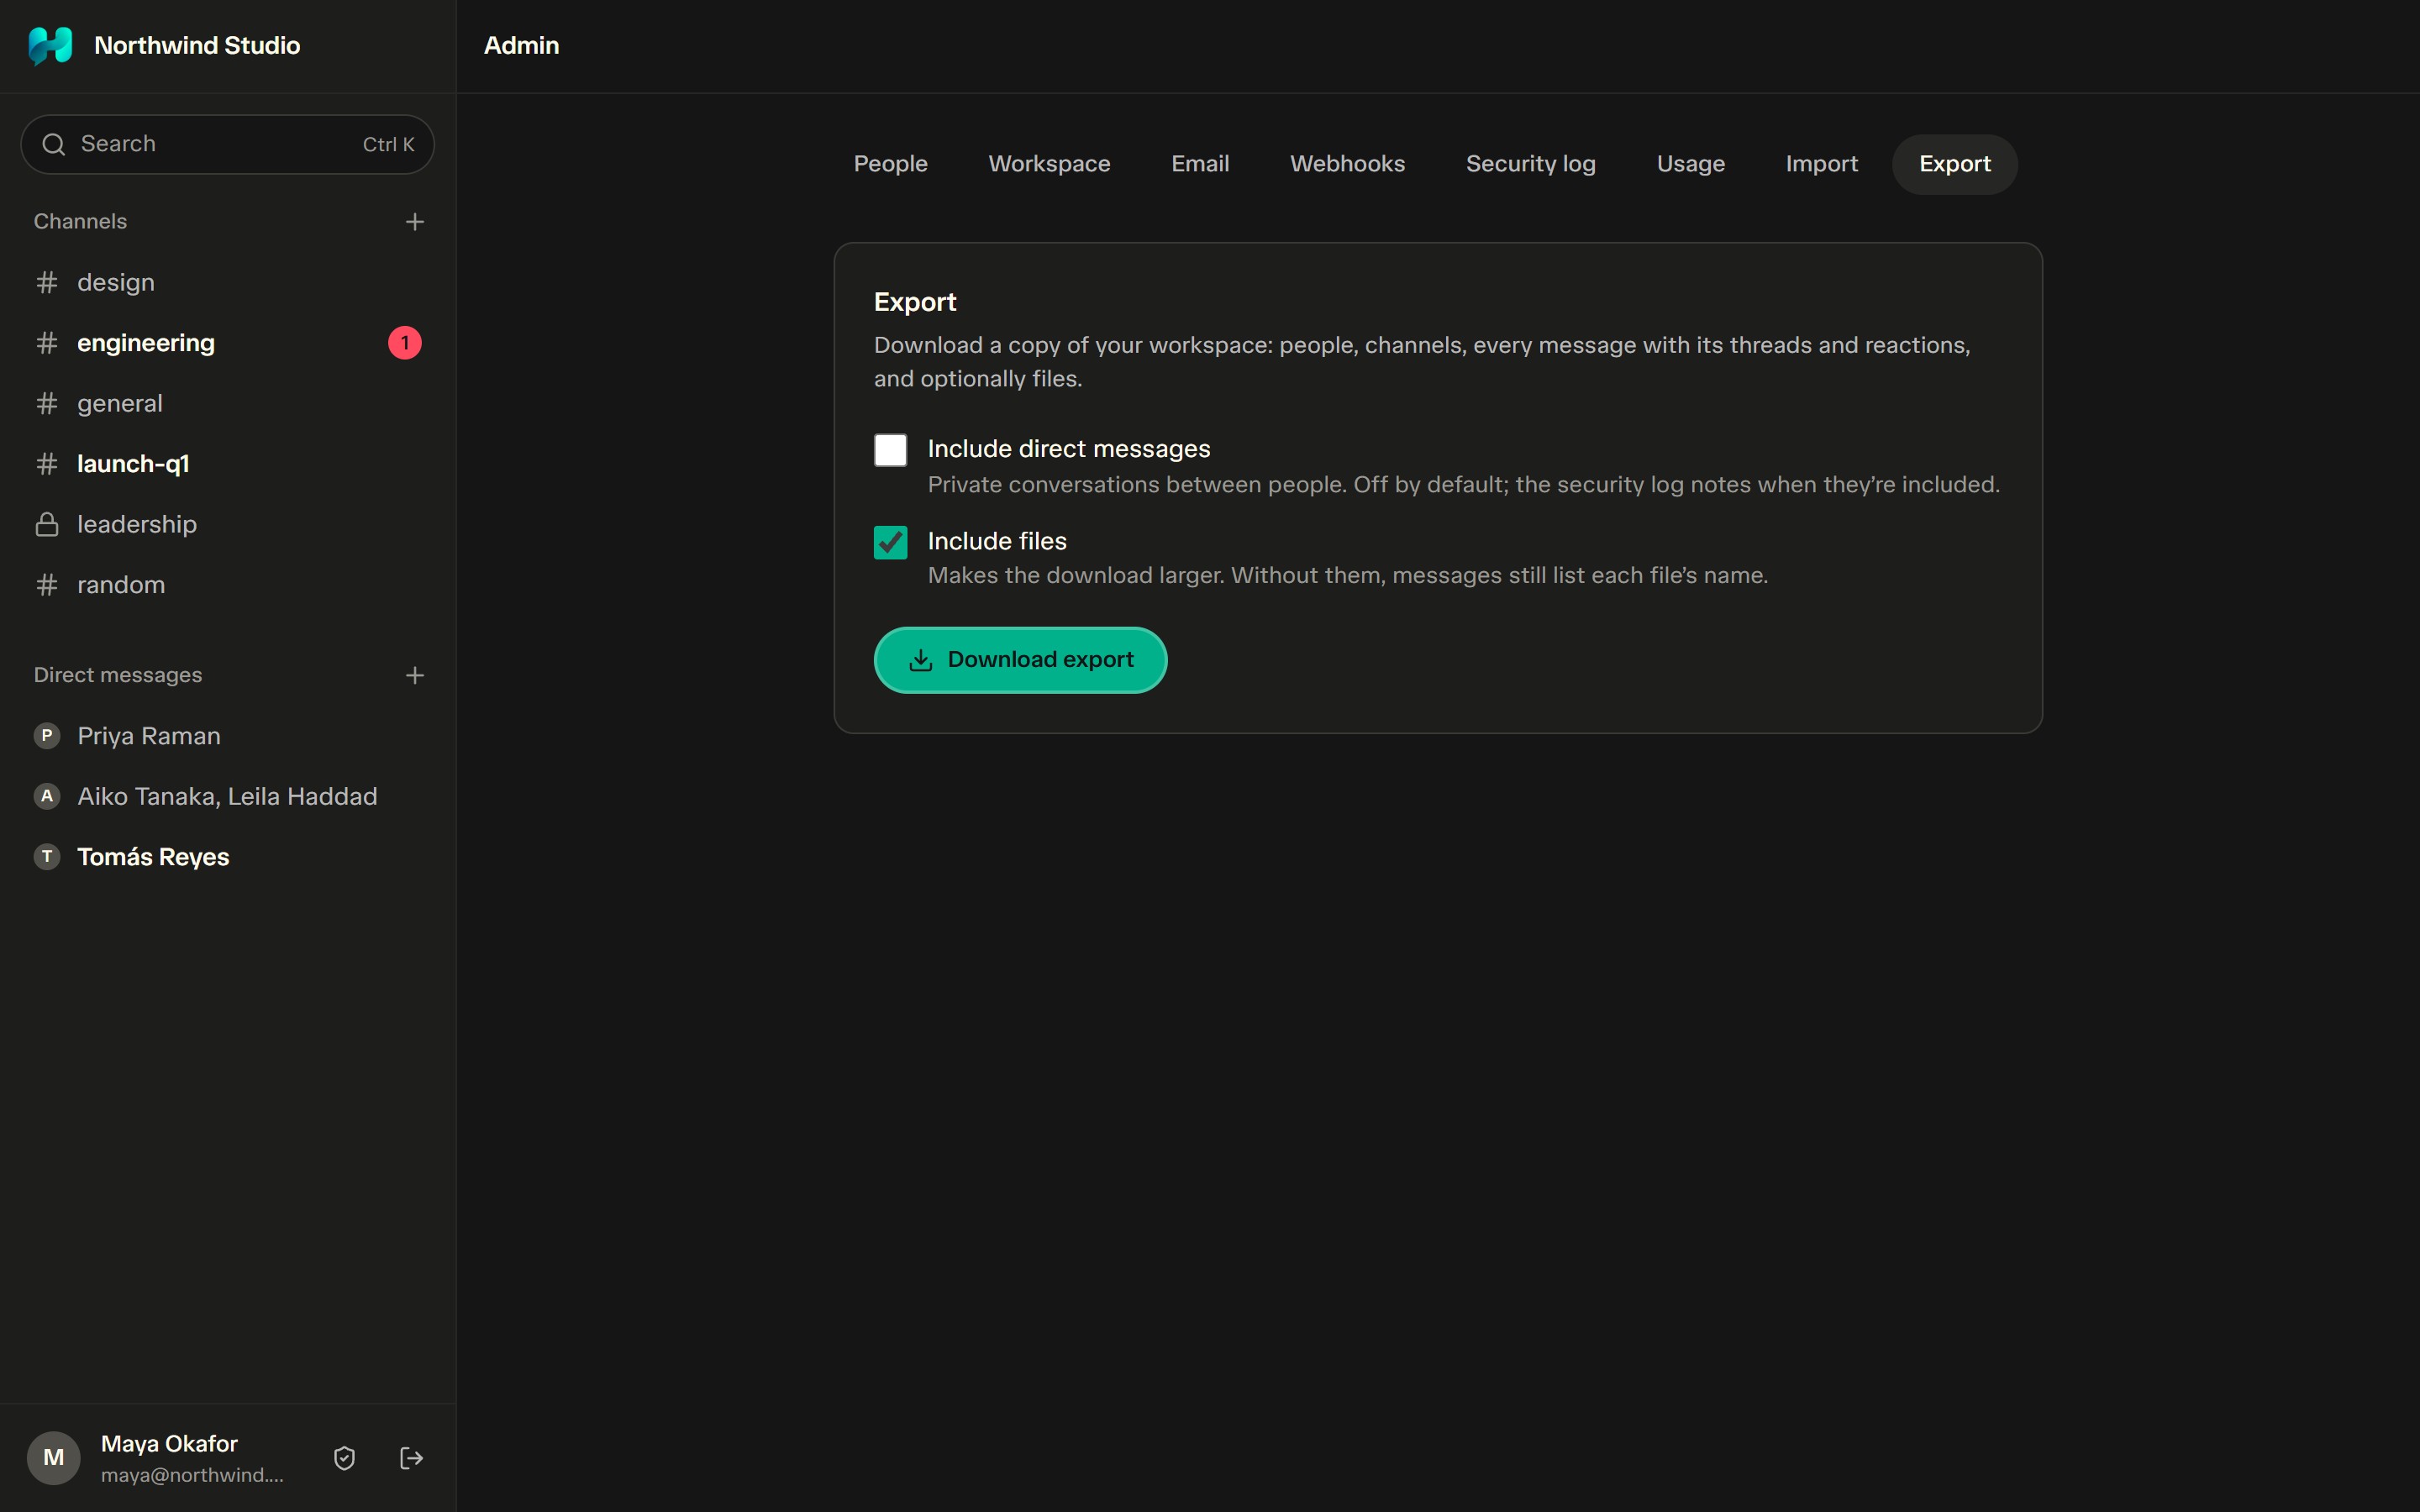 Northwind Studio
Admin
Search
Ctrl K
Channels
design
engineering
1
general
launch-q1
leadership
random
Direct messages
P
Priya Raman
A
Aiko Tanaka, Leila Haddad
T
Tomás Reyes
M
Maya Okafor
maya@northwind....
People
Workspace
Email
Webhooks
Security log
Usage
Import
Export
Export
Download a copy of your workspace: people, channels, every message with its threads and reactions,
and optionally files.
Include direct messages
Private conversations between people. Off by default; the security log notes when they’re included.
Include files
Makes the download larger. Without them, messages still list each file’s name.
Download export